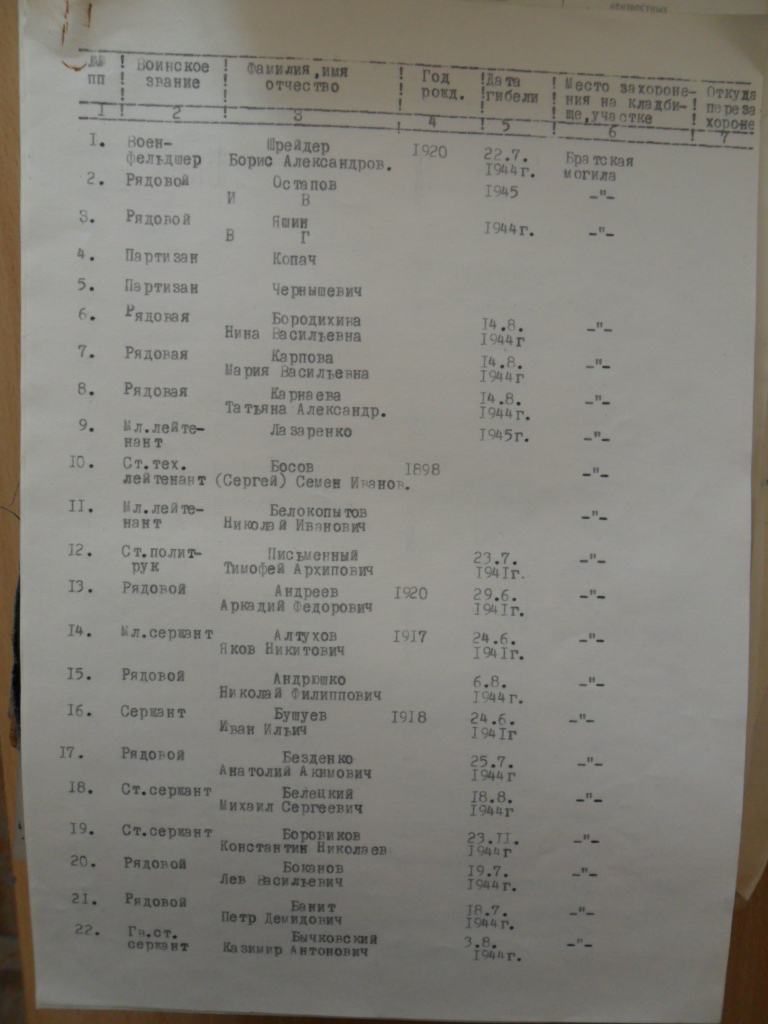 неизвестных
№№ ! Воинское ! Фамилия,имя ! Год ! Дата ! Место захороне- ! Откуда
пп ! звание ! отчество ! рожд. ! гибели ! ния на кладби- ! переза
! ! ! ! ! ще,участке ! хороне
1 ! 2 ! 3 ! 4 ! 5 ! 6 ! 7
1. Воен- Шрейдер 1920 22.7. Братская
фельдшер Борис Александров. 1944г. могила
2. Рядовой Остапов 1945 -"-
И В
3. Рядовой Яшин 1944г. -"-
В Г
4. Партизан Копач
5. Партизан Чернышевич
6. Рядовая Бородихина 14.8. -"-
Нина Васильевна 1944г
7. Рядовая Карпова 14.8. -"-
Мария Васильевна 1944г
8. Рядовая Карнаева 14.8. -"-
Татьяна Александр. 1944г.
9. Мл.лейте- Лазаренко 1945г. -"-
нант
10. Ст.тех. Босов 1898 -"-
лейтенант (Сергей) Семен Иванов.
11. Мл.лейте- Белокопытов -"-
нант Николай Иванович
12. Ст.полит- Письменный 23.7. -"-
рук Тимофей Архипович 1941г.
13. Рядовой Андреев 1920 29.6. -"-
Аркадий Федорович 1941г.
14. Мл.сержант Алтухов 1917 24.6. -"-
Яков Никитович 1941г.
15. Рядовой Андрюшко 6.8. -"-
Николай Филиппович 1944г.
16. Сержант Бушуев 1918 24.6. -"-
Иван Ильич 1941г
17. Рядовой Безденко 25.7. -"-
Анатолий Акимович 1944г
18. Ст.сержант Белецкий 18.8. -"-
Михаил Сергеевич 1944г
19. Ст.сержант Боровиков 23.11. -"-
Константин Николаев 1944г
20. Рядовой Боканов 19.7. -"-
Лев Васильевич 1944г.
21. Рядовой Банит 18.7. -"-
Петр Демидович 1944г.
22. Гв.ст. Бычковский 3.8. -"-
сержант Казимир Антонович 1944г.